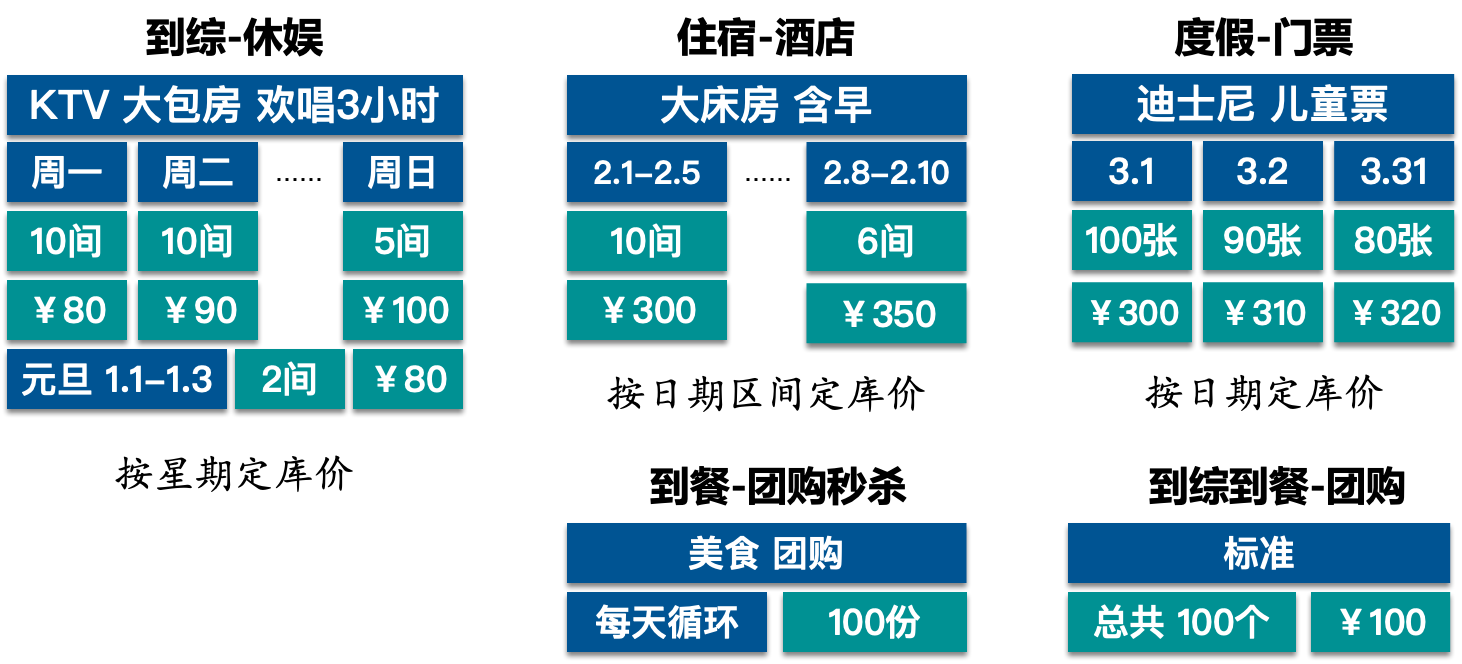 到综-休娱
KTV 大包房 欢唱3小时
周一 周二 …… 周日
10间 10间 5间
￥80 ￥90 ￥100
元旦 1.1-1.3 2间 ￥80
按星期定库价
住宿-酒店
大床房 含早
2.1-2.5 …… 2.8-2.10
10间 6间
￥300 ￥350
按日期区间定库价
度假-门票
迪士尼 儿童票
3.1 3.2 3.31
100张 90张 80张
￥300 ￥310 ￥320
按日期定库价
到餐-团购秒杀
美食 团购
每天循环 100份
到综到餐-团购
标准
总共 100个 ￥100